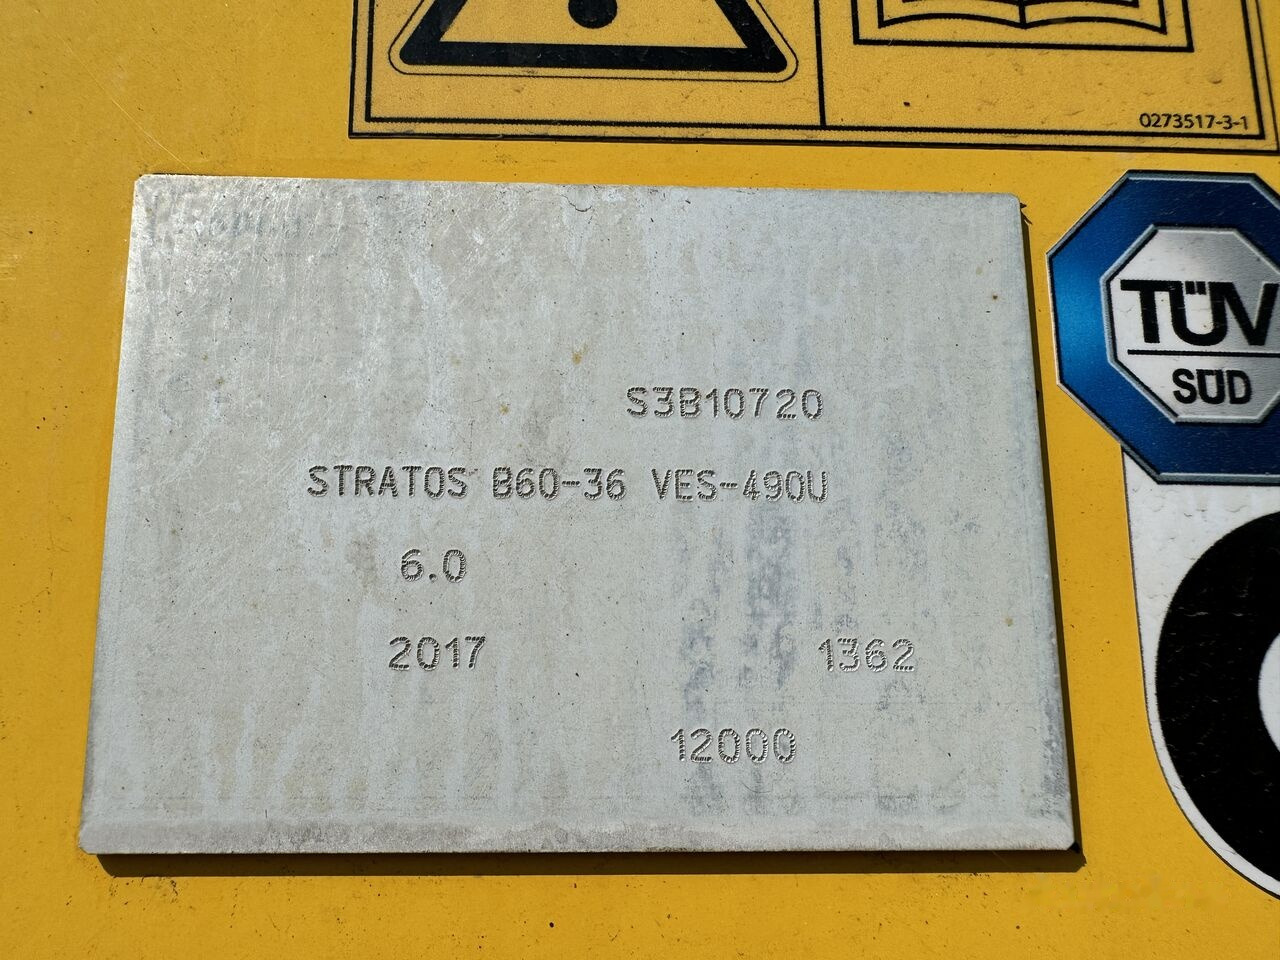 0273517-3-1
TÜV
SÜD
S3B10720
STRATOS B60-36 VES-490U
6.0
2017
1362
12000